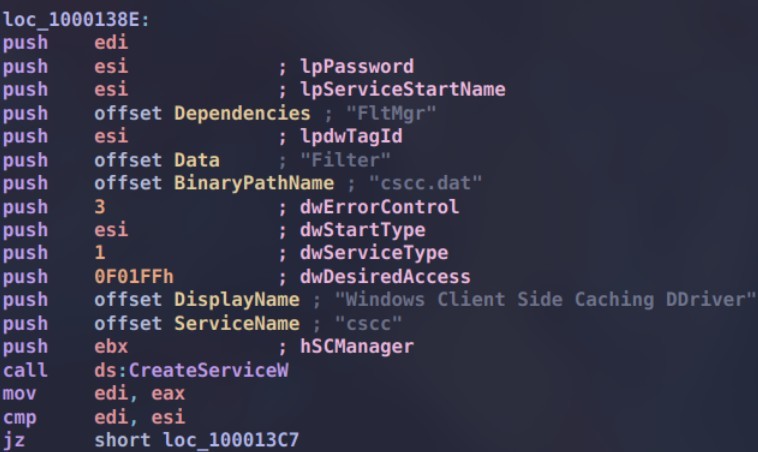 loc_1000138E:
push edi
push esi ; lpPassword
push esi ; lpServiceStartName
push offset Dependencies ; "FltMgr"
push esi ; lpdwTagId
push offset Data ; "Filter"
push offset BinaryPathName ; "cscc.dat"
push 3 ; dwErrorControl
push esi ; dwStartType
push 1 ; dwServiceType
push 0F01FFh ; dwDesiredAccess
push offset DisplayName ; "Windows Client Side Caching DDriver"
push offset ServiceName ; "cscc"
push ebx ; hSCManager
call ds:CreateServiceW
mov edi, eax
cmp edi, esi
jz short loc_100013C7